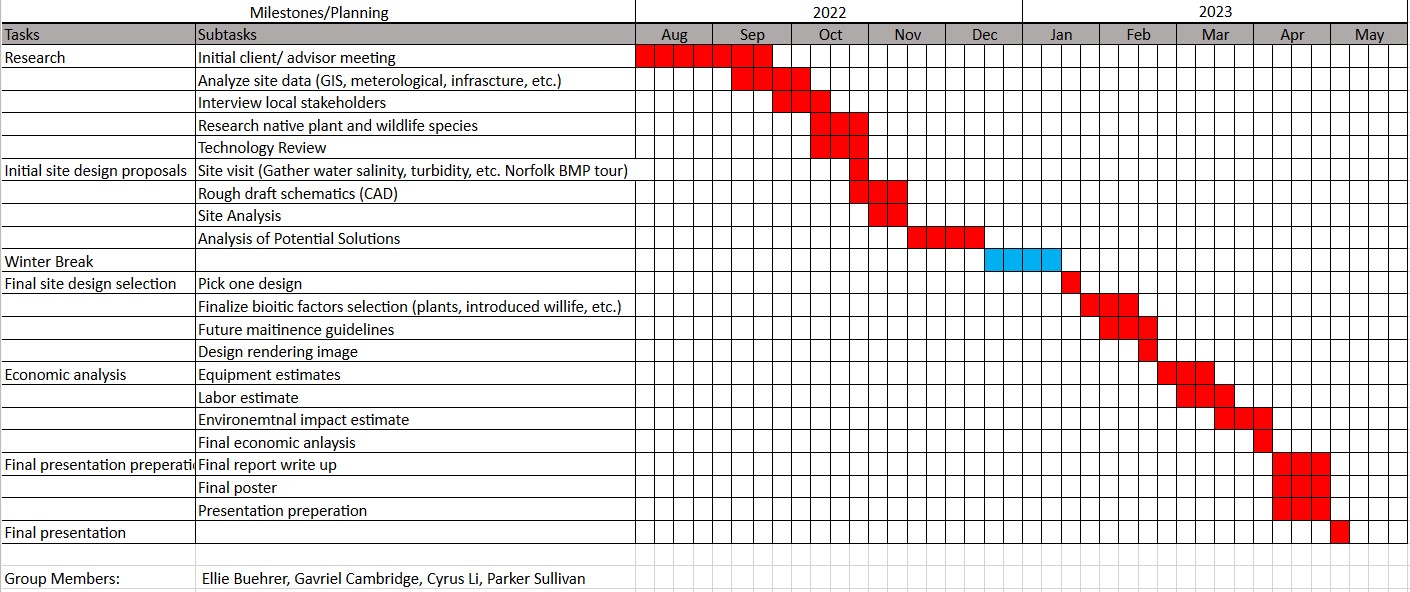 Milestones/Planning 2022 2023
Tasks Subtasks Aug Sep Oct Nov Dec Jan Feb Mar Apr May
Research Initial client/ advisor meeting
Analyze site data (GIS, meterological, infrascture, etc.)
Interview local stakeholders
Research native plant and wildlife species
Technology Review
Initial site design proposals Site visit (Gather water salinity, turbidity, etc. Norfolk BMP tour)
Rough draft schematics (CAD)
Site Analysis
Analysis of Potential Solutions
Winter Break
Final site design selection Pick one design
Finalize bioitic factors selection (plants, introduced willife, etc.)
Future maitinence guidelines
Design rendering image
Economic analysis Equipment estimates
Labor estimate
Environemtnal impact estimate
Final economic anlaysis
Final presentation preperati Final report write up
Final poster
Presentation preperation
Final presentation
Group Members: Ellie Buehrer, Gavriel Cambridge, Cyrus Li, Parker Sullivan